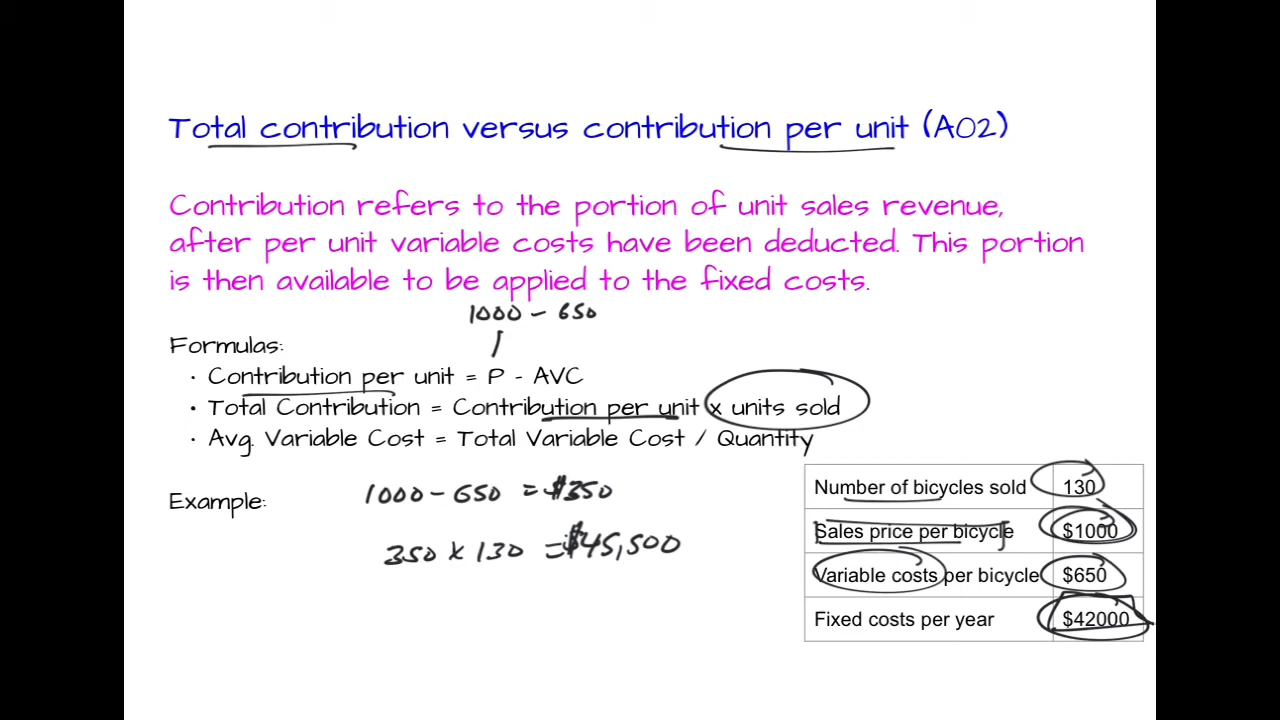 Total contribution versus contribution per unit (AO2)
Contribution refers to the portion of unit sales revenue,
after per unit variable costs have been deducted. This portion
is then available to be applied to the fixed costs.
1000 - 650
Formulas:
• Contribution per unit = P - AVC
• Total Contribution = Contribution per unit x units sold
• Avg. Variable Cost = Total Variable Cost / Quantity
Example:
1000 - 650 = $350
350 x 130 = $45,500
Number of bicycles sold 130
Sales price per bicycle $1000
Variable costs per bicycle $650
Fixed costs per year $42000